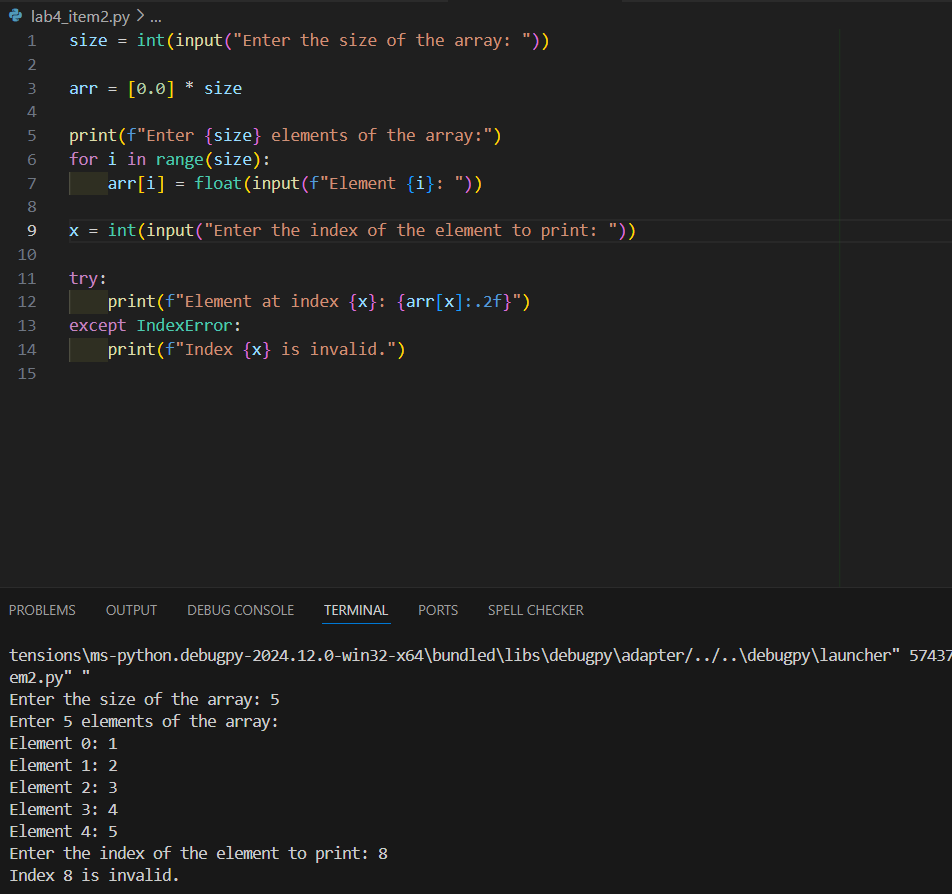 lab4_item2.py > ...
1 size = int(input("Enter the size of the array: "))
2
3 arr = [0.0] * size
4
5 print(f"Enter {size} elements of the array:")
6 for i in range(size):
7     arr[i] = float(input(f"Element {i}: "))
8
9 x = int(input("Enter the index of the element to print: "))
10
11 try:
12     print(f"Element at index {x}: {arr[x]:.2f}")
13 except IndexError:
14     print(f"Index {x} is invalid.")
15
PROBLEMS OUTPUT DEBUG CONSOLE TERMINAL PORTS SPELL CHECKER
tensions\ms-python.debugpy-2024.12.0-win32-x64\bundled\libs\debugpy\adapter/../..\debugpy\launcher" 57437
em2.py" "
Enter the size of the array: 5
Enter 5 elements of the array:
Element 0: 1
Element 1: 2
Element 2: 3
Element 3: 4
Element 4: 5
Enter the index of the element to print: 8
Index 8 is invalid.